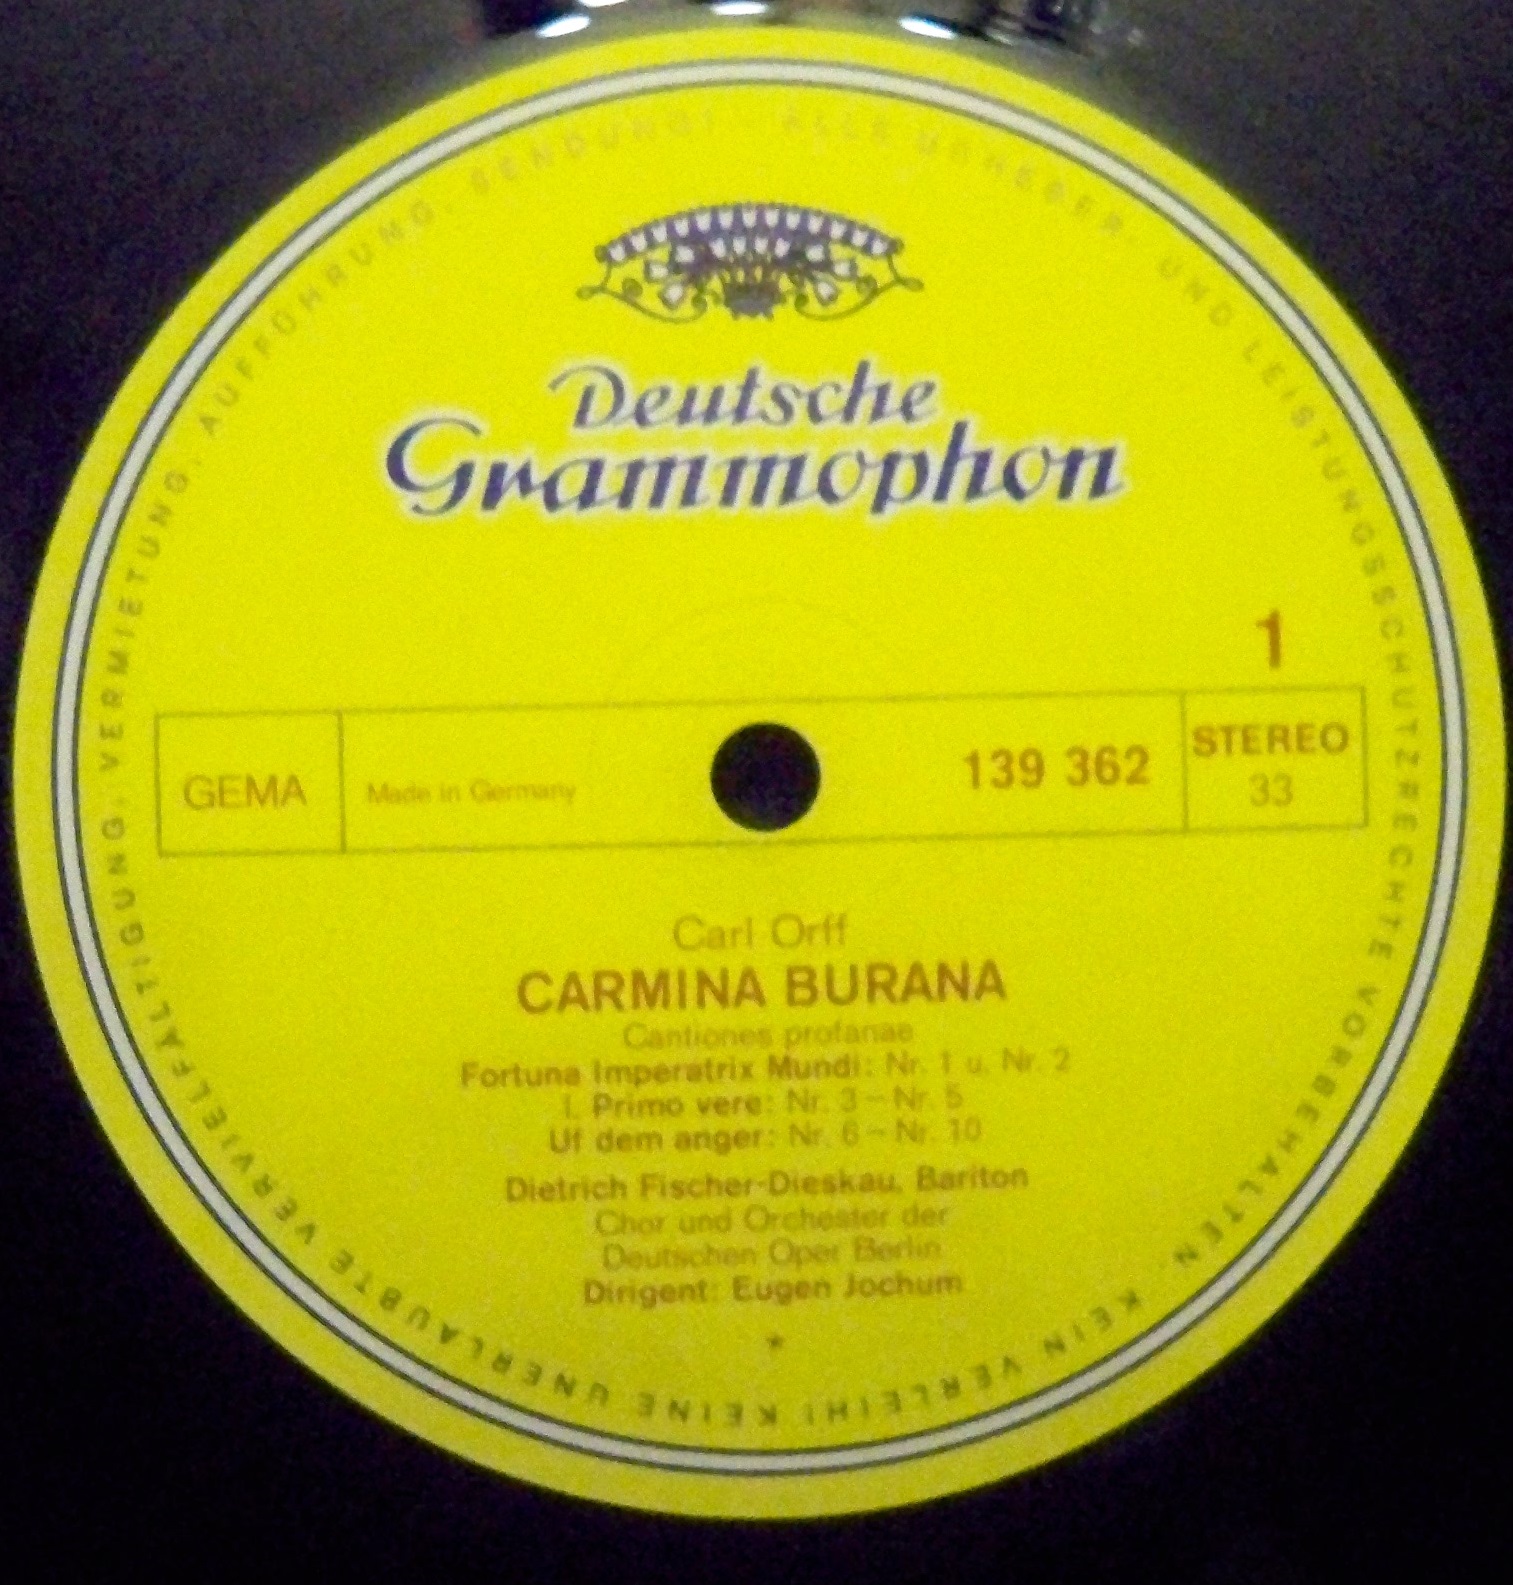 Deutsche
Grammophon
1
GEMA
Made in Germany
139 362
STEREO
33
Carl Orff
CARMINA BURANA
Cantiones profanae
Fortuna Imperatrix Mundi: Nr. 1 u. Nr. 2
I. Primo vere: Nr. 3 – Nr. 5
Uf dem anger: Nr. 6 – Nr. 10
Dietrich Fischer-Dieskau, Bariton
Chor und Orchester der
Deutschen Oper Berlin
Dirigent: Eugen Jochum
*
ALLE URHEBER- UND LEISTUNGSSCHUTZRECHTE VORBEHALTEN. KEIN VERLEIH! KEINE UNERLAUBTE VERVIELFÄLTIGUNG, VERMIETUNG, AUFFÜHRUNG, SENDUNG!